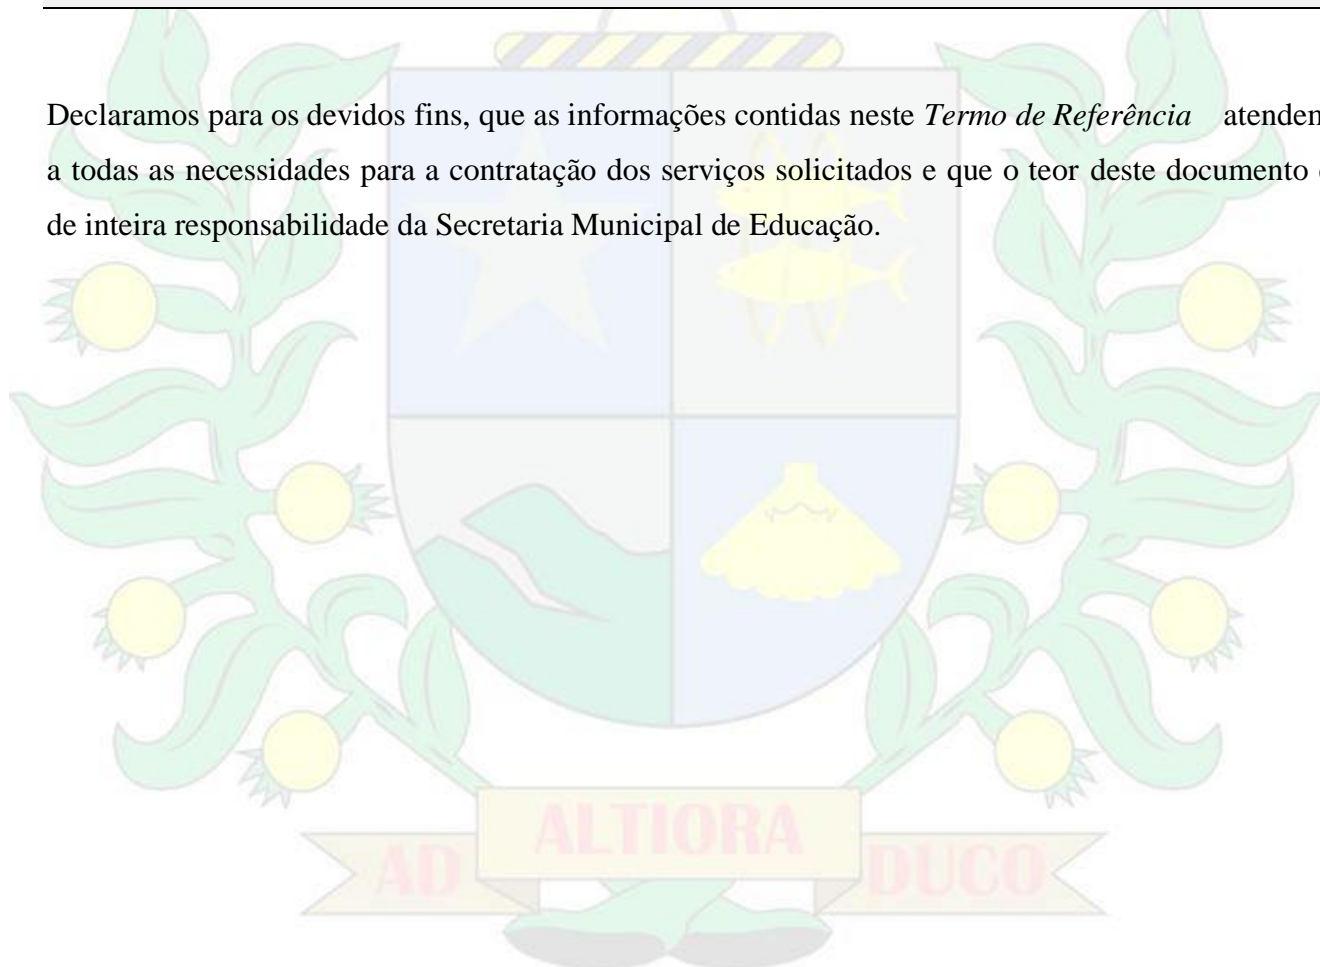 Declaramos para os devidos fins, que as informações contidas neste Termo de Referência atendem
a todas as necessidades para a contratação dos serviços solicitados e que o teor deste documento
de inteira responsabilidade da Secretaria Municipal de Educação.
ALTIORA
AD DUCO